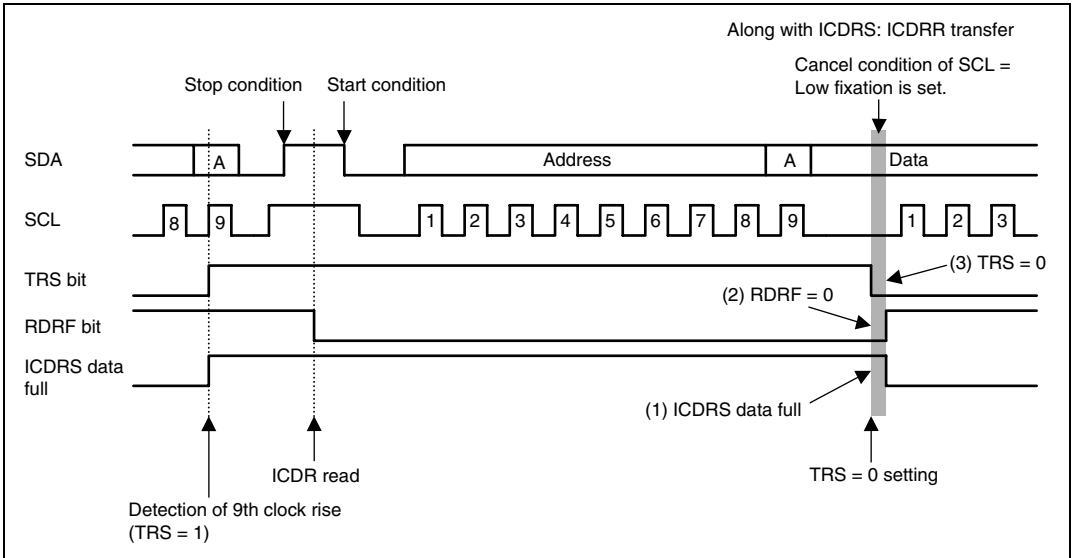 Along with ICDRS: ICDRR transfer
Cancel condition of SCL =
Low fixation is set.
Stop condition
Start condition
SDA
A
Address
A
Data
SCL
8
9
1
2
3
4
5
6
7
8
9
1
2
3
TRS bit
(3) TRS = 0
(2) RDRF = 0
RDRF bit
ICDRS data
full
(1) ICDRS data full
ICDR read
TRS = 0 setting
Detection of 9th clock rise
(TRS = 1)